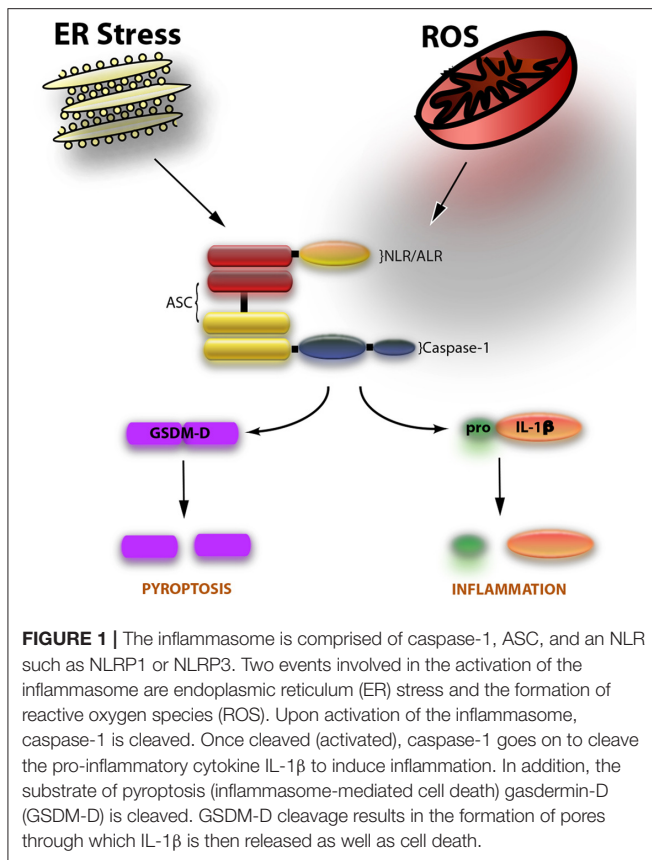 ER Stress
ROS
}NLR/ALR
ASC {
}Caspase-1
GSDM-D
pro IL-1β
PYROPTOSIS
INFLAMMATION
FIGURE 1 | The inflammasome is comprised of caspase-1, ASC, and an NLR
such as NLRP1 or NLRP3. Two events involved in the activation of the
inflammasome are endoplasmic reticulum (ER) stress and the formation of
reactive oxygen species (ROS). Upon activation of the inflammasome,
caspase-1 is cleaved. Once cleaved (activated), caspase-1 goes on to cleave
the pro-inflammatory cytokine IL-1β to induce inflammation. In addition, the
substrate of pyroptosis (inflammasome-mediated cell death) gasdermin-D
(GSDM-D) is cleaved. GSDM-D cleavage results in the formation of pores
through which IL-1β is then released as well as cell death.